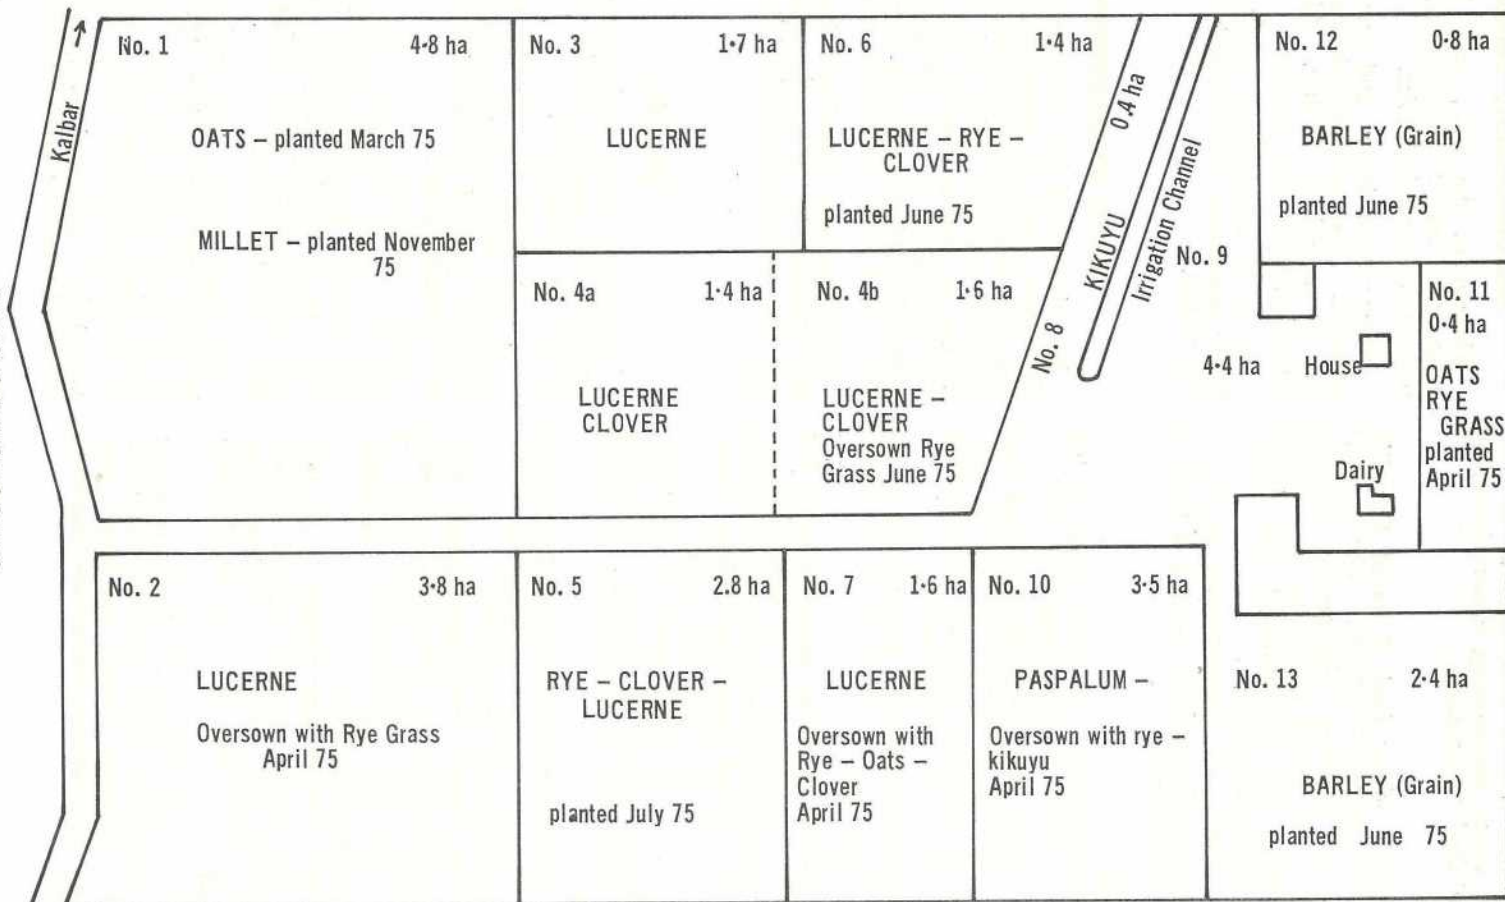 Kalbar
No. 1 4·8 ha
OATS – planted March 75
MILLET – planted November
75
No. 3 1·7 ha
LUCERNE
No. 6 1·4 ha
LUCERNE – RYE –
CLOVER
planted June 75
No. 4a 1·4 ha
LUCERNE
CLOVER
No. 4b 1·6 ha
LUCERNE –
CLOVER
Oversown Rye
Grass June 75
No. 8 KIKUYU 0.4 ha
Irrigation Channel
No. 9
4·4 ha
House
Dairy
No. 12 0·8 ha
BARLEY (Grain)
planted June 75
No. 11
0·4 ha
OATS
RYE
GRASS
planted
April 75
No. 2 3·8 ha
LUCERNE
Oversown with Rye Grass
April 75
No. 5 2.8 ha
RYE – CLOVER –
LUCERNE
planted July 75
No. 7 1·6 ha
LUCERNE
Oversown with
Rye – Oats –
Clover
April 75
No. 10 3·5 ha
PASPALUM –
Oversown with rye –
kikuyu
April 75
No. 13 2·4 ha
BARLEY (Grain)
planted June 75